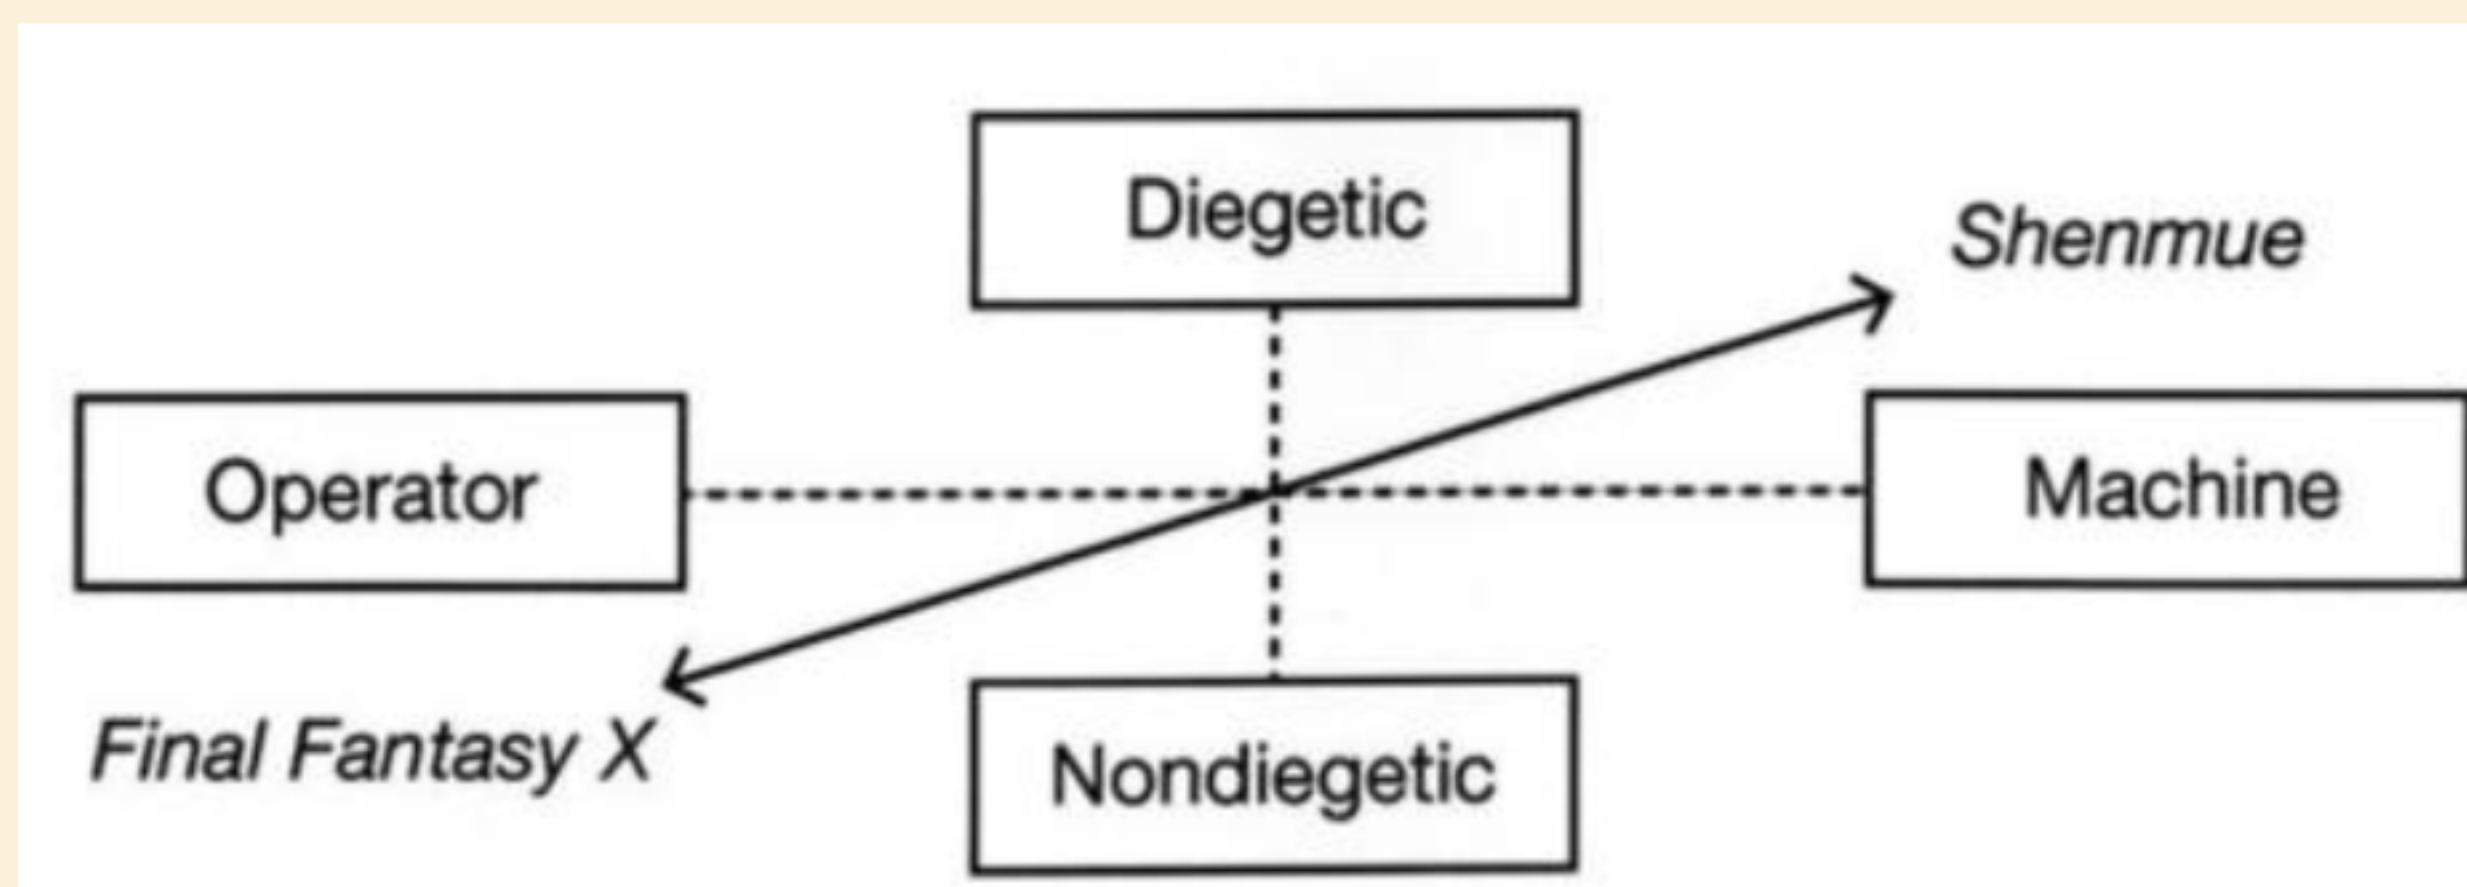 Diegetic
Shenmue
Operator
Machine
Final Fantasy X
Nondiegetic